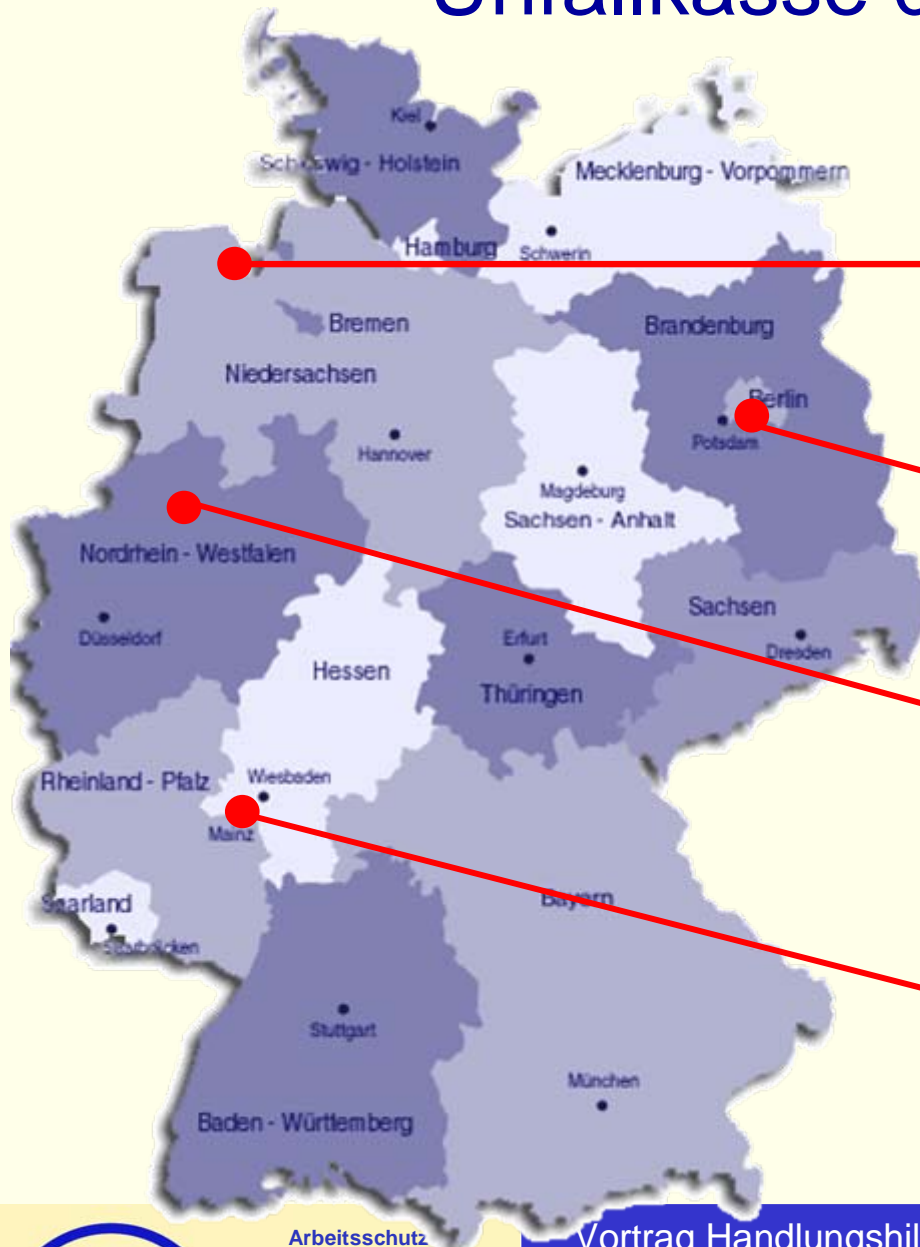 Unfallkasse
Kiel
Schleswig - Holstein
Mecklenburg - Vorpommern
Hamburg
Schwerin
Bremen
Brandenburg
Niedersachsen
Berlin
Potsdam
Hannover
Magdeburg
Sachsen - Anhalt
Nordrhein - Westfalen
Sachsen
Düsseldorf
Erfurt
Dresden
Hessen
Thüringen
Rheinland - Pfalz
Wiesbaden
Mainz
Bayern
Saarland
Saarbrücken
Stuttgart
München
Baden - Württemberg
Arbeitsschutz
Vortrag Handlungshil